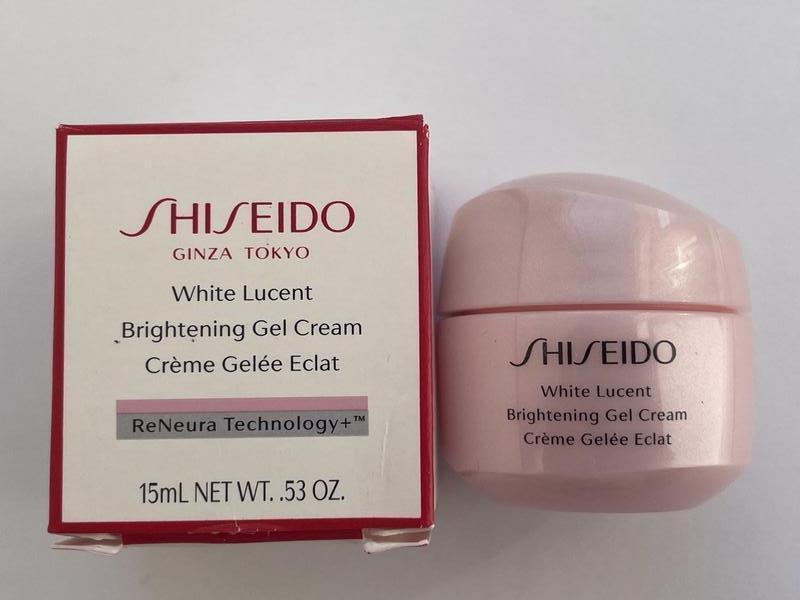 SHISEIDO
GINZA TOKYO
White Lucent
Brightening Gel Cream
Crème Gelée Eclat
ReNeura Technology+™
15mL NET WT. .53 OZ.
SHISEIDO
White Lucent
Brightening Gel Cream
Crème Gelée Eclat